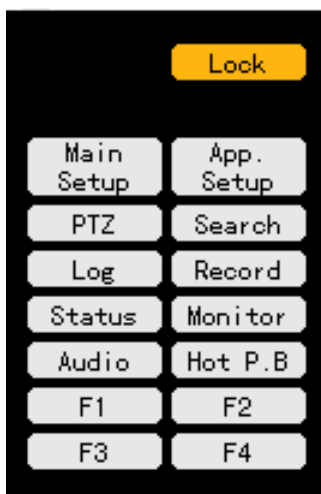 Lock
Main Setup
App. Setup
PTZ
Search
Log
Record
Status
Monitor
Audio
Hot P.B
F1
F2
F3
F4